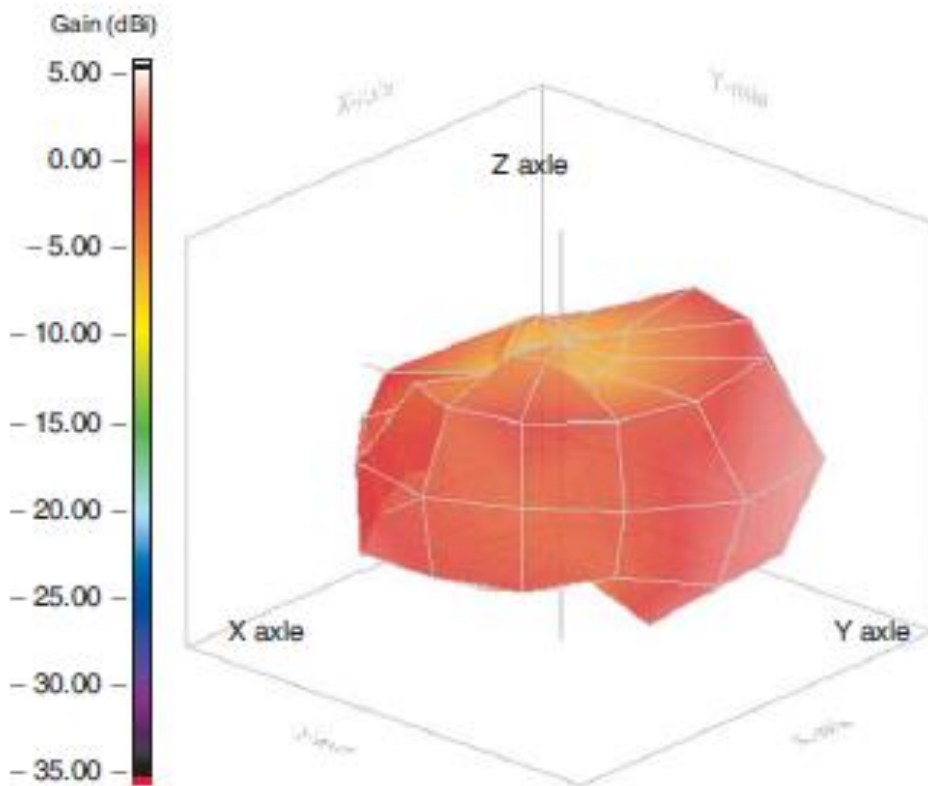 Gain (dBi)
5.00 –
0.00 –
– 5.00 –
– 10.00 –
– 15.00 –
– 20.00 –
– 25.00 –
– 30.00 –
– 35.00 –
Z axle
X axle
Y axle